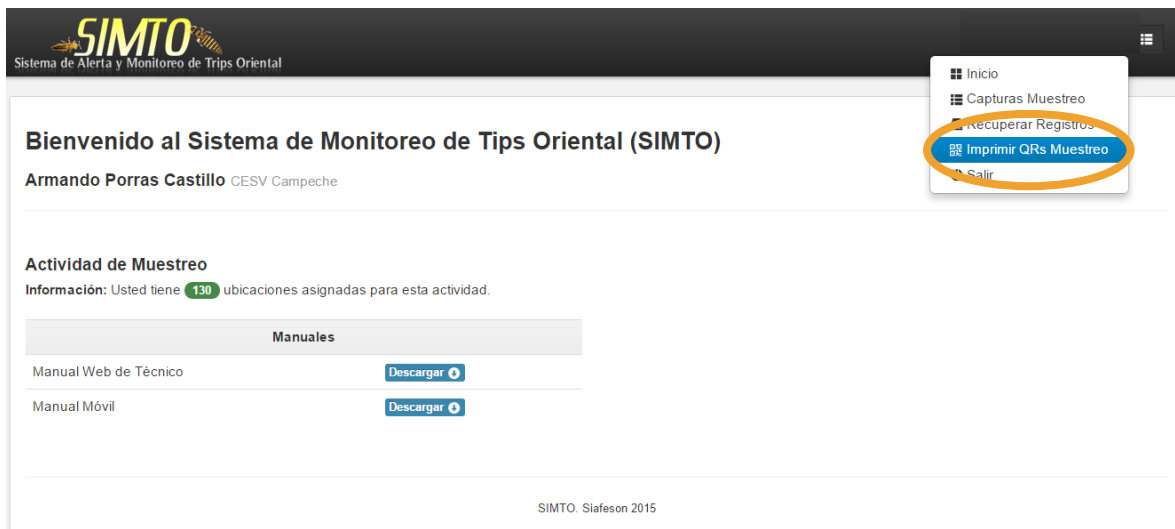 SIMTO
Sistema de Alerta y Monitoreo de Trips Oriental
Inicio
Capturas Muestreo
Recuperar Registros
Imprimir QRs Muestreo
Salir
Bienvenido al Sistema de Monitoreo de Tips Oriental (SIMTO)
Armando Porras Castillo CESV Campeche
Actividad de Muestreo
Información: Usted tiene 130 ubicaciones asignadas para esta actividad.
Manuales
Manual Web de Técnico Descargar
Manual Móvil Descargar
SIMTO. Siafeson 2015